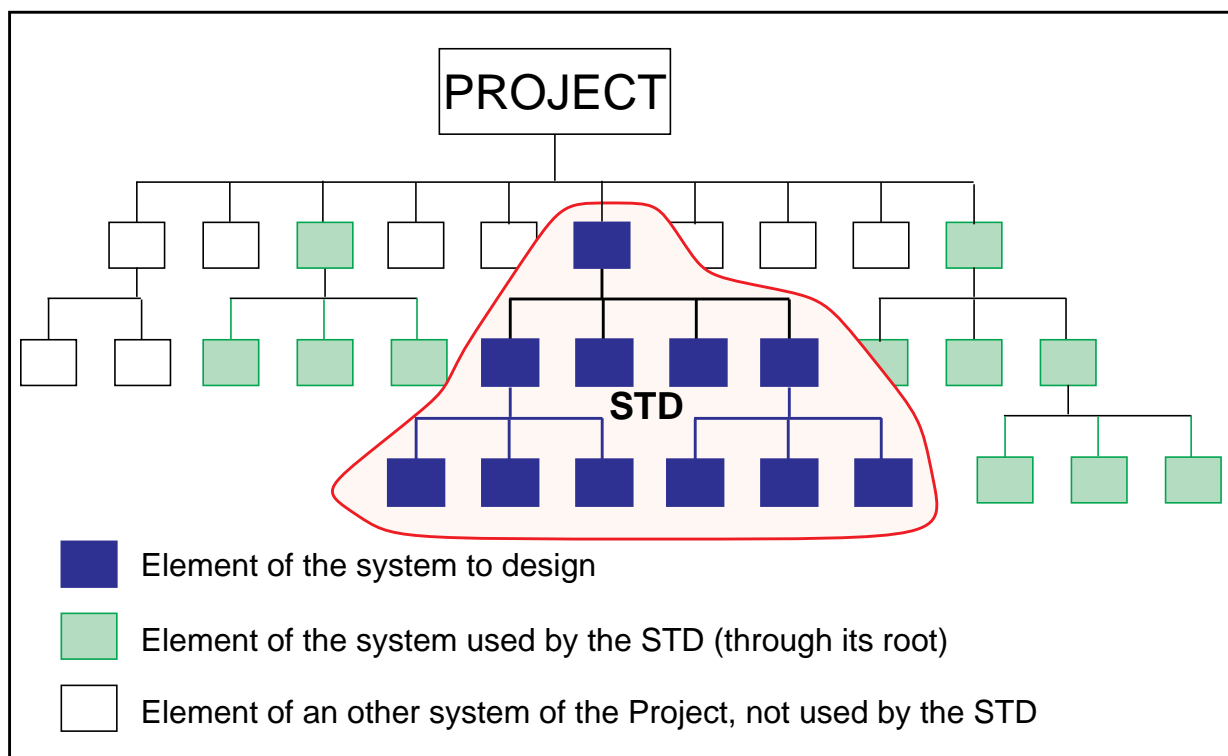 PROJECT
STD
Element of the system to design
Element of the system used by the STD (through its root)
Element of an other system of the Project, not used by the STD